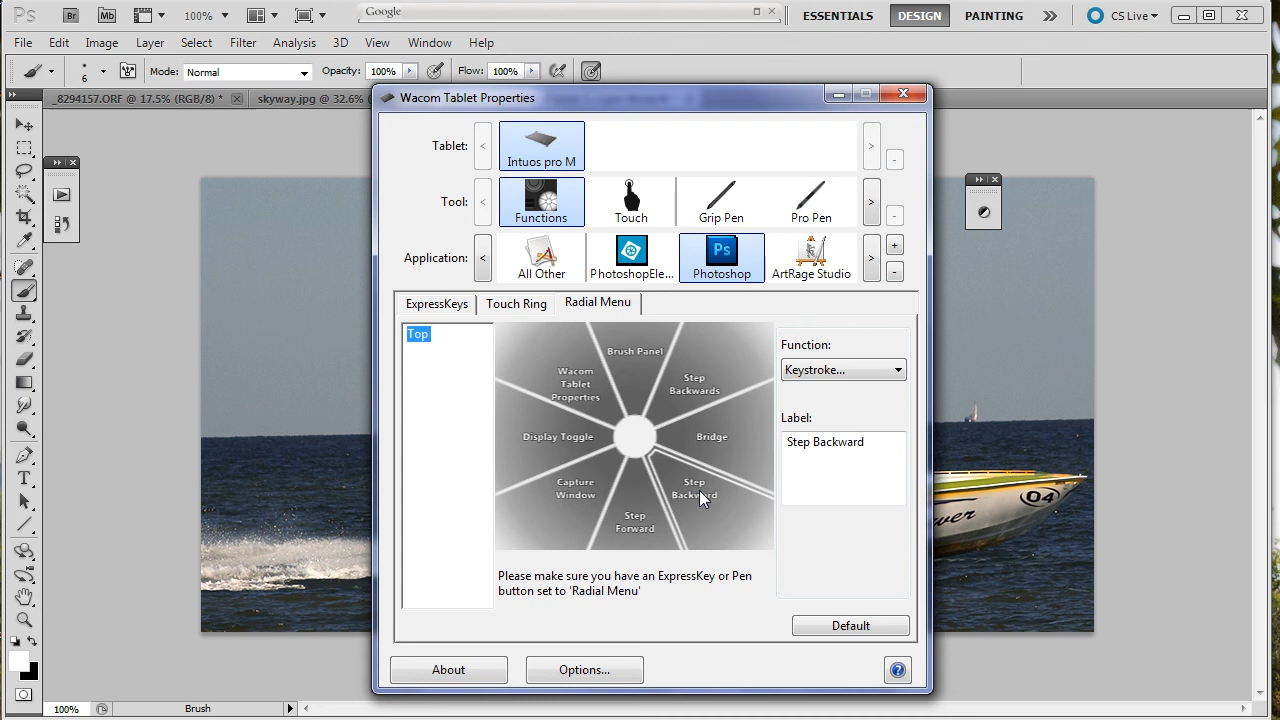 Ps Br Mb 100% Google ESSENTIALS DESIGN PAINTING CS Live
File Edit Image Layer Select Filter Analysis 3D View Window Help
6 Mode: Normal Opacity: 100% Flow: 100%
_8294157.ORF @ 17.5% (RGB/8) * skyway.jpg @ 32.6%
Wacom Tablet Properties
Tablet:
Intuos pro M
Tool:
Functions Touch Grip Pen Pro Pen
Application:
Ps
All Other PhotoshopEle... Photoshop ArtRage Studio
ExpressKeys Touch Ring Radial Menu
Top
Brush Panel
Step
Backwards
Bridge
Step
Backward
Step
Forward
Capture
Window
Display Toggle
Wacom
Tablet
Properties
Function:
Keystroke...
Label:
Step Backward
Please make sure you have an ExpressKey or Pen
button set to 'Radial Menu'
Default
About Options... ?
04
100% Brush